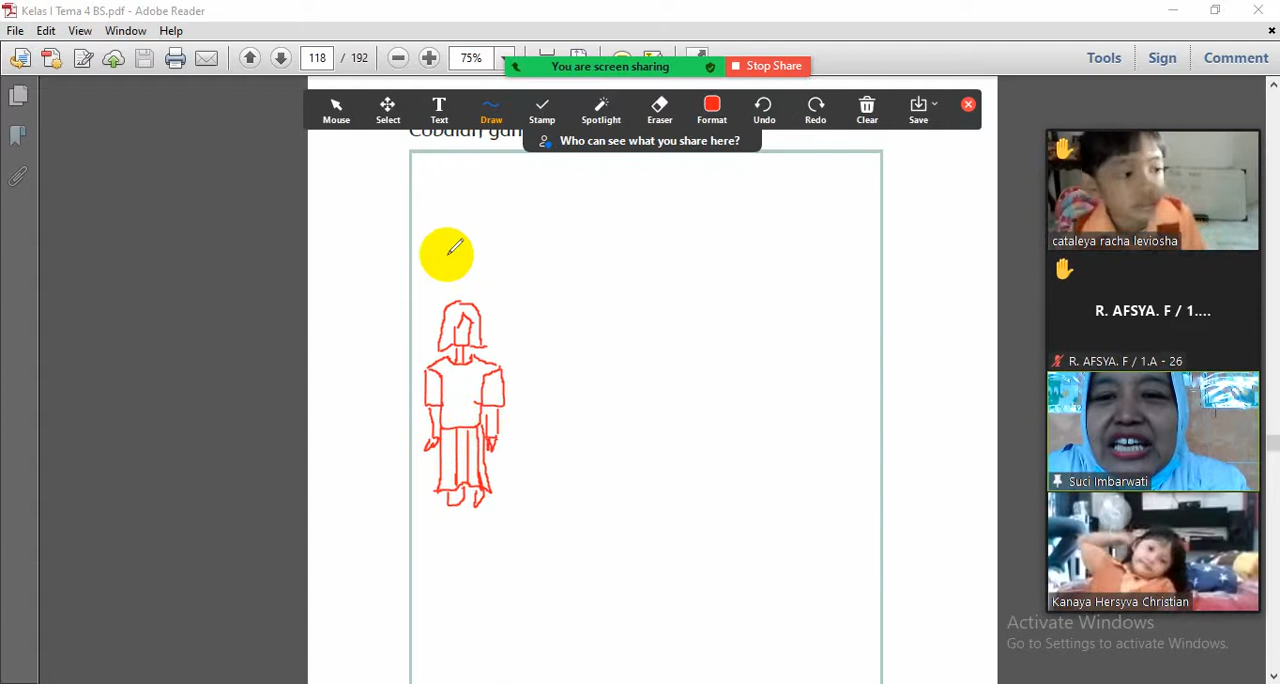 Kelas I Tema 4 BS.pdf - Adobe Reader
File Edit View Window Help
118 / 192 75% Tools Sign Comment
You are screen sharing Stop Share
Mouse Select Text Draw Stamp Spotlight Eraser Format Undo Redo Clear Save
Who can see what you share here?
cataleya racha leviosha
R. AFSYA. F / 1....
R. AFSYA. F / 1.A - 26
Suci Imbarwati
Kanaya Hersyva Christian
Activate Windows
Go to Settings to activate Windows.